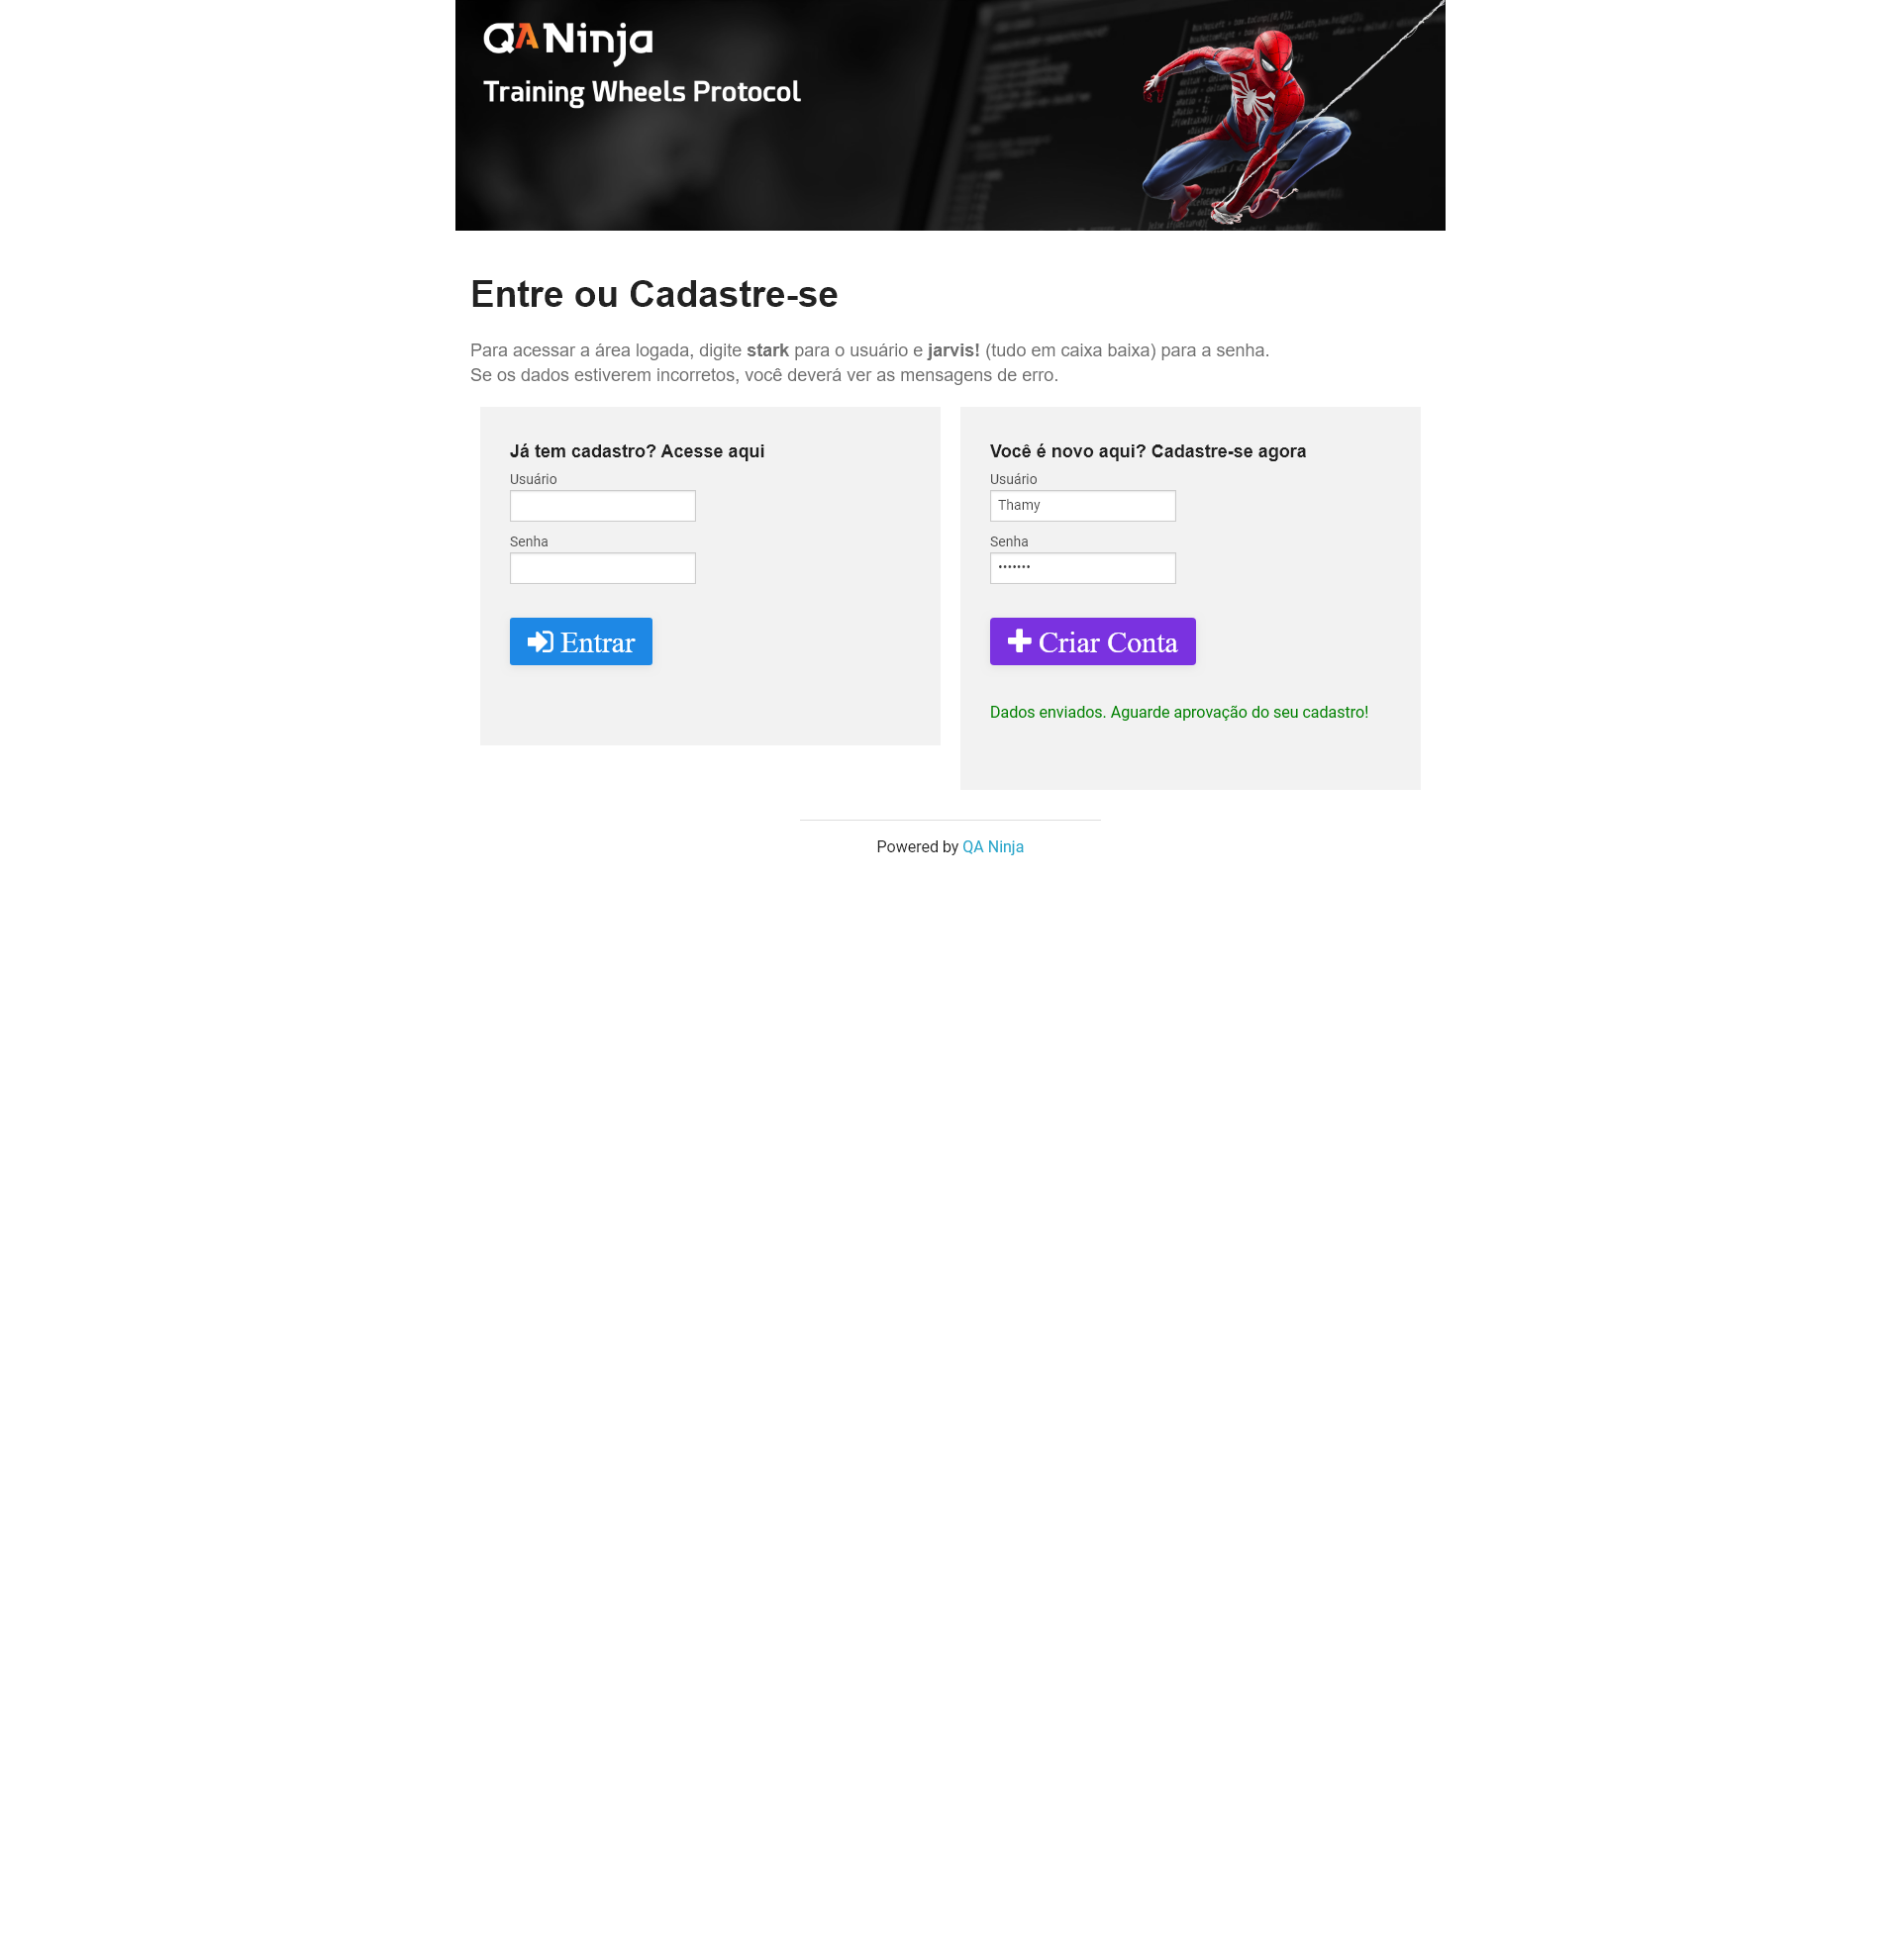 QANinja
Training Wheels Protocol
Entre ou Cadastre-se
Para acessar a área logada, digite stark para o usuário e jarvis! (tudo em caixa baixa) para a senha.
Se os dados estiverem incorretos, você deverá ver as mensagens de erro.
Já tem cadastro? Acesse aqui
Usuário
Senha
Entrar
Você é novo aqui? Cadastre-se agora
Usuário
Thamy
Senha
•••••••
Criar Conta
Dados enviados. Aguarde aprovação do seu cadastro!
Powered by QA Ninja